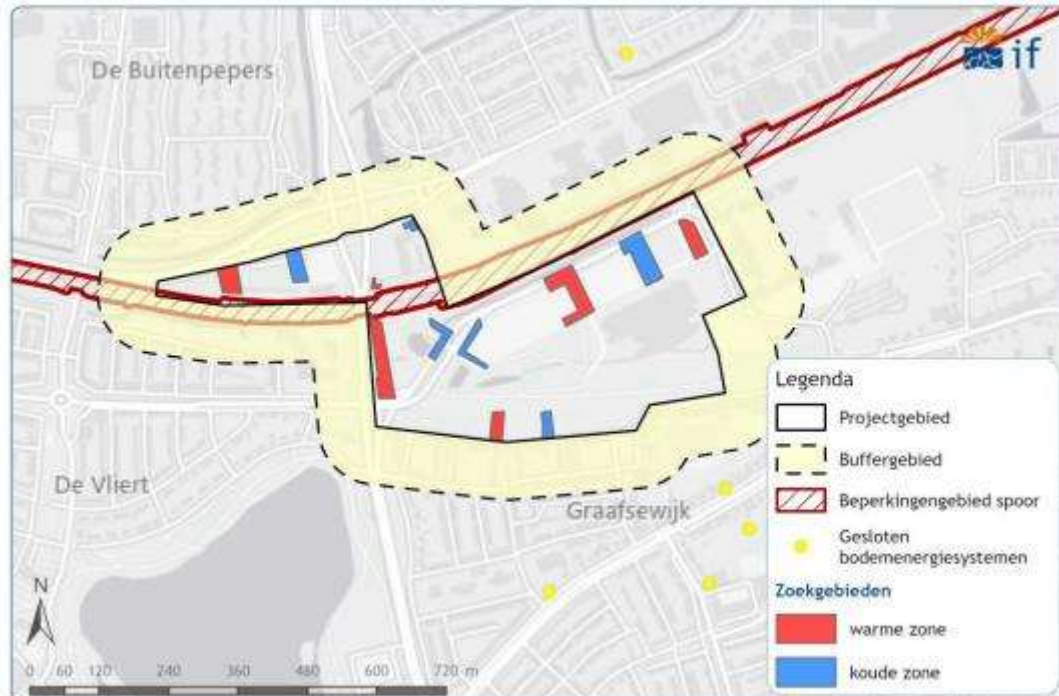 De Buitenpepers
if
De Vliert
Graafsewijk
N
0 60 120 240 360 480 600 720 m
Legenda
Projectgebied
Buffergebied
Beperkingengebied spoor
Gesloten
bodemenergiesystemen
Zoekgebieden
warme zone
koude zone